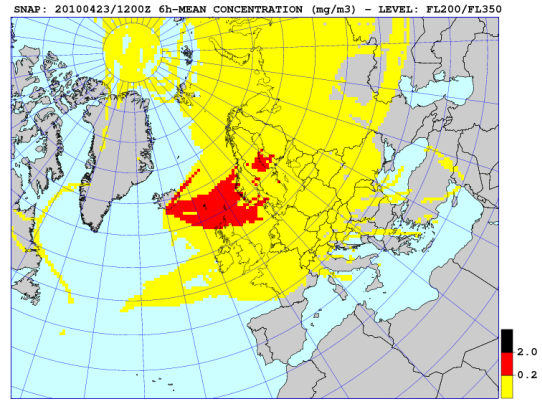 SNAP: 20100423/1200Z 6h-MEAN CONCENTRATION (mg/m3) - LEVEL: FL200/FL350
2.0
0.2